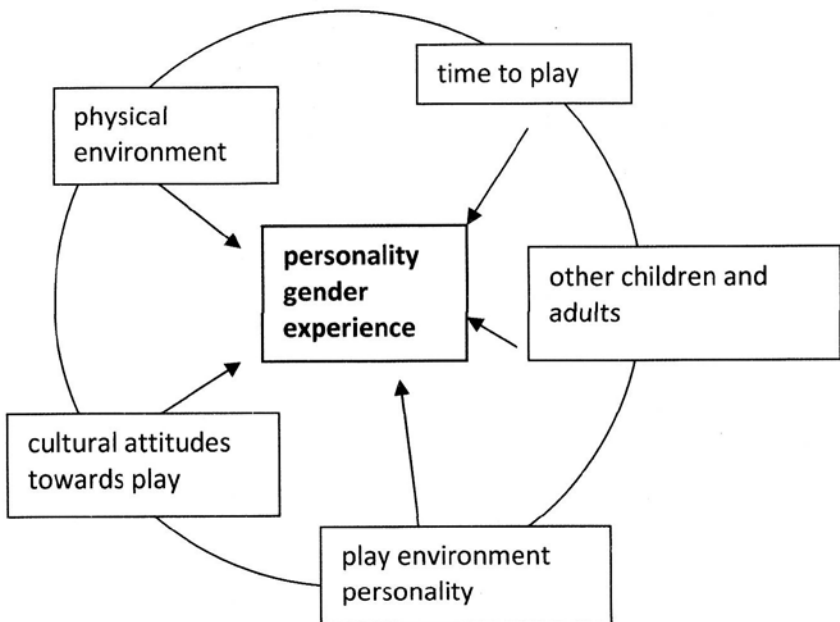 time to play
physical
environment
personality
gender
experience
other children and
adults
cultural attitudes
towards play
play environment
personality